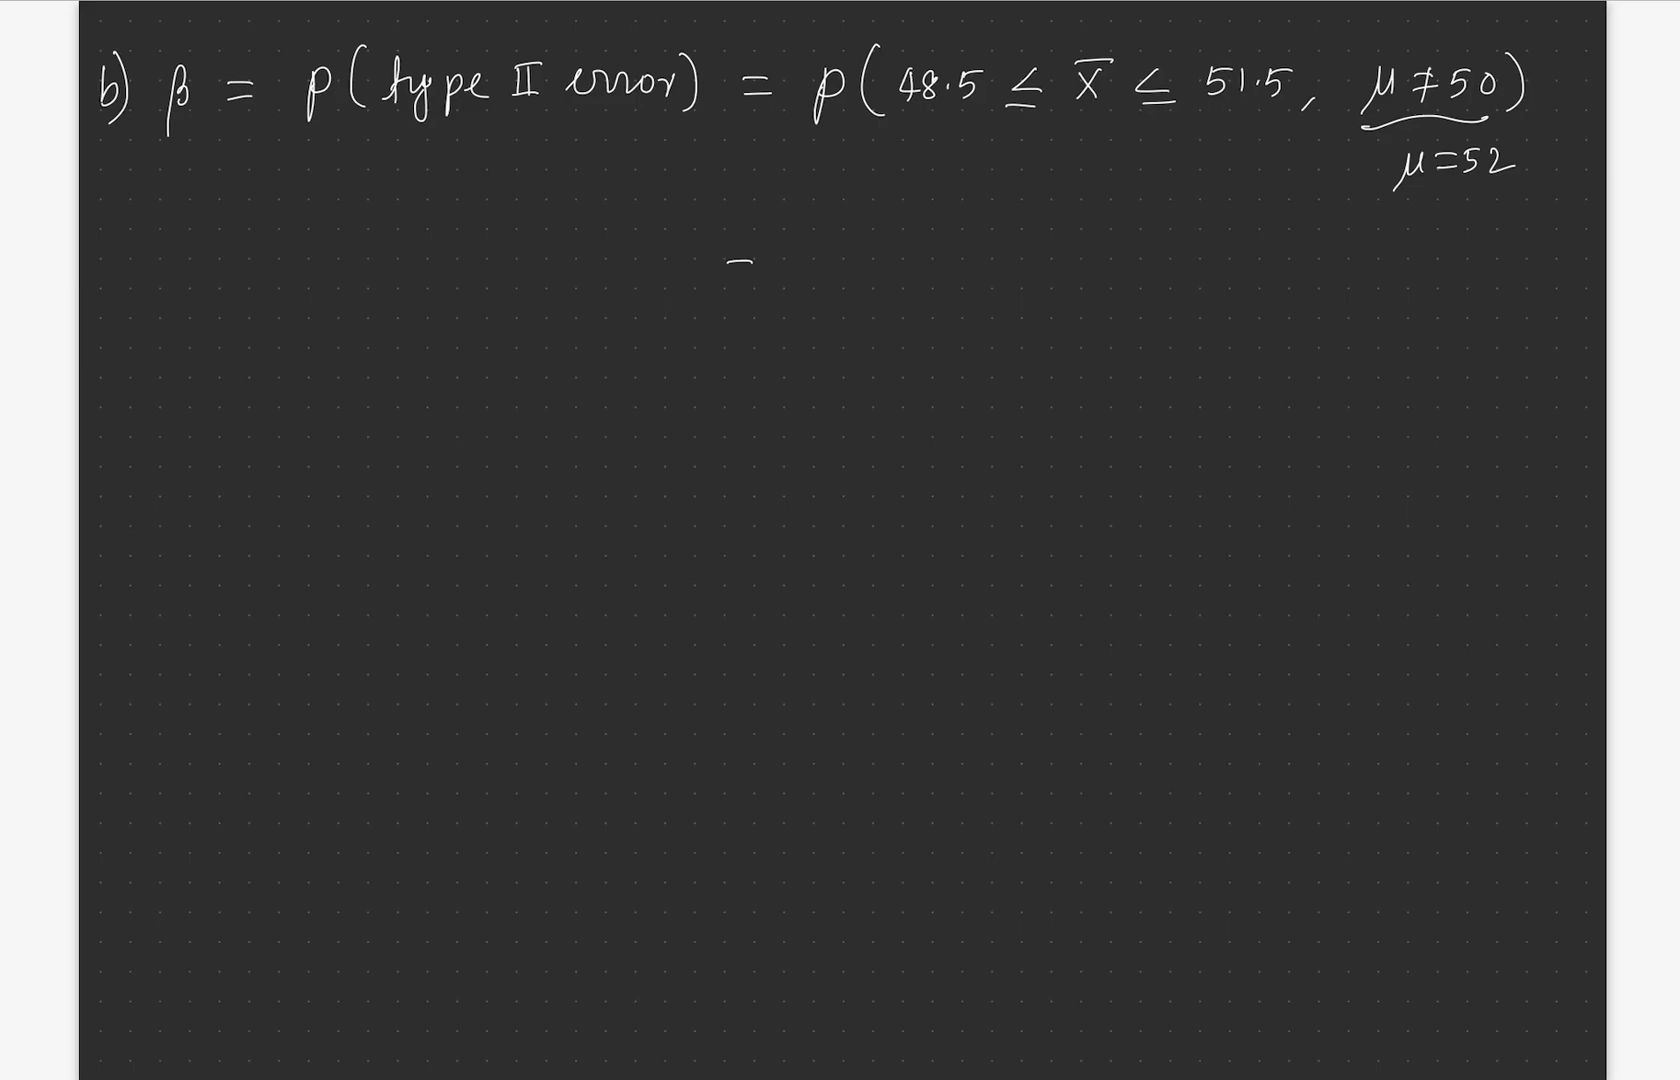 b) β = p( type II error) = p( 48.5 ≤ x̄ ≤ 51.5, μ ≠ 50)
μ = 52
–